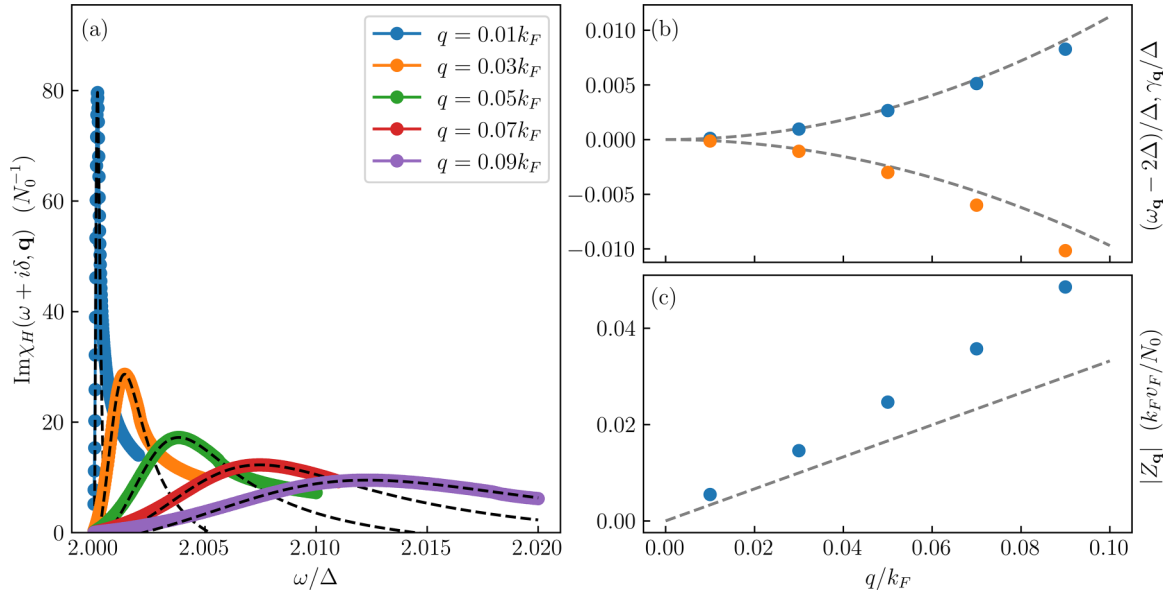 (a)
q = 0.01k_F
q = 0.03k_F
q = 0.05k_F
q = 0.07k_F
q = 0.09k_F
80
60
40
20
0
Imχ_H(ω + iδ, **q**) (N_0^{-1})
2.000 2.005 2.010 2.015 2.020
ω/Δ
(b)
0.010
0.005
0.000
−0.005
−0.010
(ω_**q** − 2Δ)/Δ, γ_**q**/Δ
(c)
0.04
0.02
0.00
|Z_**q**| (k_F v_F/N_0)
0.00 0.02 0.04 0.06 0.08 0.10
q/k_F